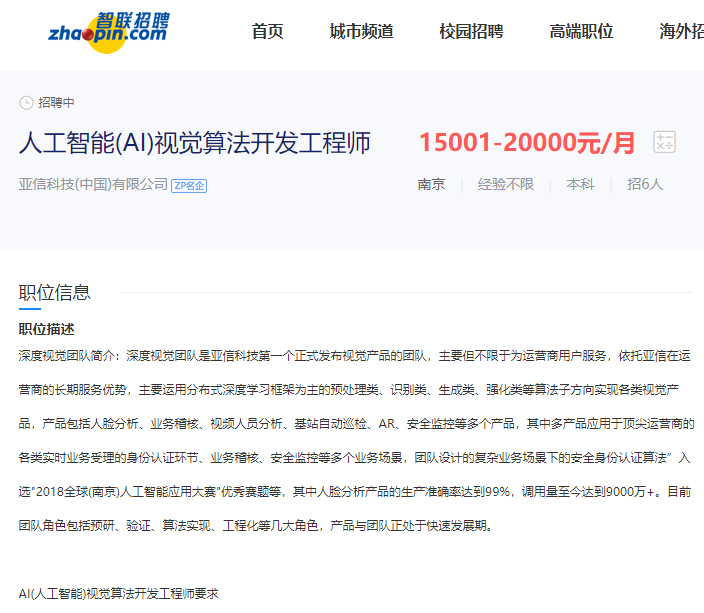 智联招聘
zhaopin.com
首页 城市频道 校园招聘 高端职位 海外招
招聘中
人工智能(AI)视觉算法开发工程师 15001-20000元/月
亚信科技(中国)有限公司 ZP名企 南京 经验不限 本科 招6人
职位信息
职位描述
深度视觉团队简介：深度视觉团队是亚信科技第一个正式发布视觉产品的团队，主要但不限于为运营商用户服务，依托亚信在运
营商的长期服务优势，主要运用分布式深度学习框架为主的预处理类、识别类、生成类、强化类等算法子方向实现各类视觉产
品，产品包括人脸分析、业务稽核、视频人员分析、基站自动巡检、AR、安全监控等多个产品，其中多产品应用于顶尖运营商的
各类实时业务受理的身份认证环节、业务稽核、安全监控等多个业务场景，团队设计的复杂业务场景下的安全身份认证算法”入
选"2018全球(南京)人工智能应用大赛"优秀赛题等，其中人脸分析产品的生产准确率达到99%，调用量至今达到9000万+。目前
团队角色包括预研、验证、算法实现、工程化等几大角色，产品与团队正处于快速发展期。
AI(人工智能)视觉算法开发工程师要求